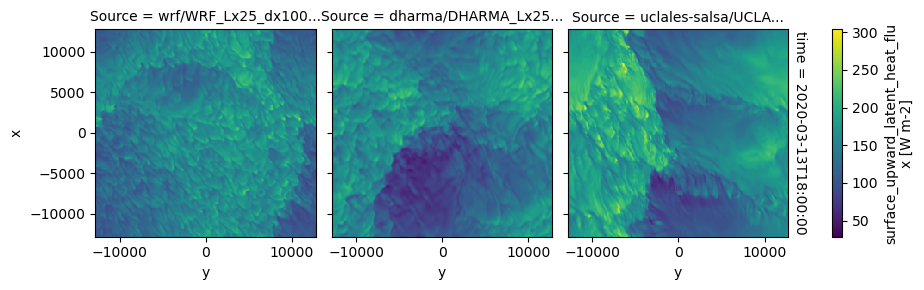 Source = wrf/WRF_Lx25_dx100...
Source = dharma/DHARMA_Lx25...
Source = uclales-salsa/UCLA...
10000
5000
0
−5000
−10000
x
−10000
0
10000
y
−10000
0
10000
y
−10000
0
10000
y
time = 2020-03-13T18:00:00
300
250
200
150
100
50
surface_upward_latent_heat_flu
x [W m-2]